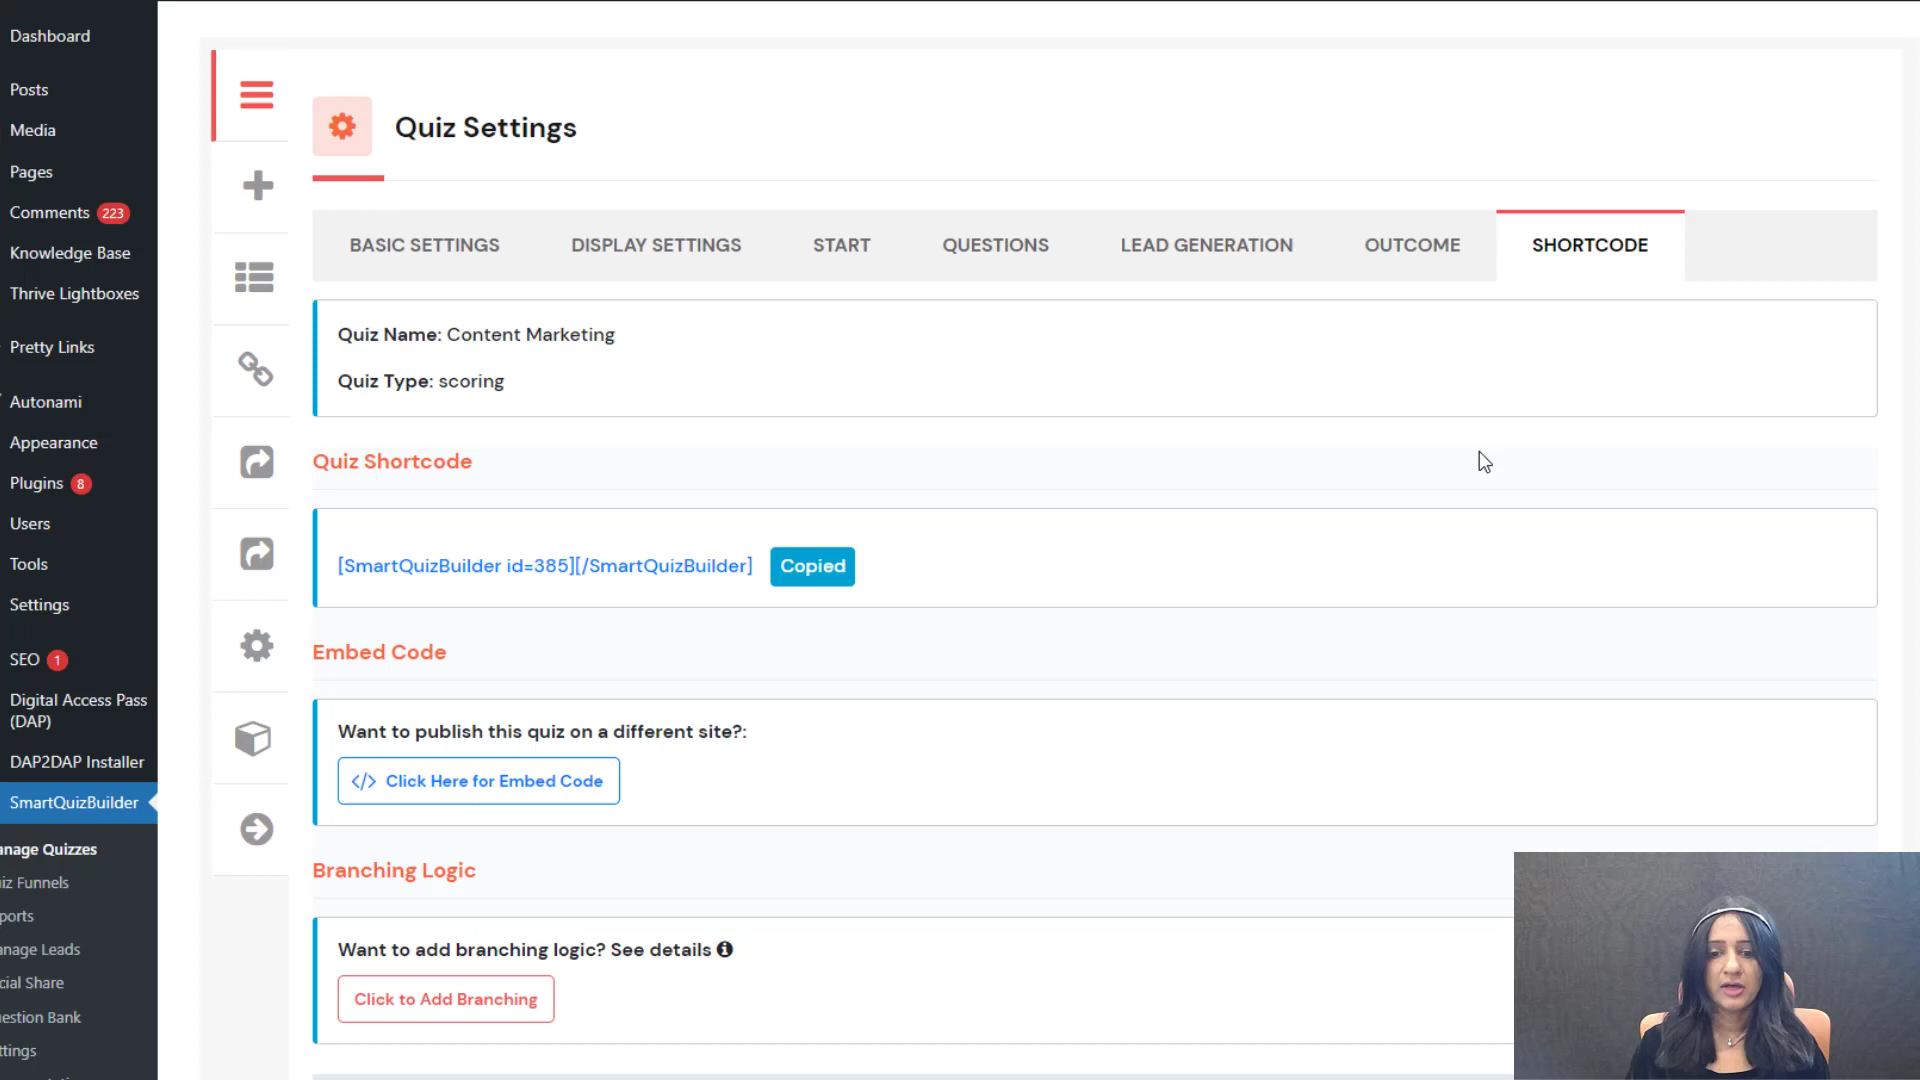 Dashboard
Posts
Media
Pages
Comments 223
Knowledge Base
Thrive Lightboxes
Pretty Links
Autonami
Appearance
Plugins 8
Users
Tools
Settings
SEO 1
Digital Access Pass
(DAP)
DAP2DAP Installer
SmartQuizBuilder
anage Quizzes
iz Funnels
ports
anage Leads
cial Share
estion Bank
ttings
Quiz Settings
BASIC SETTINGS
DISPLAY SETTINGS
START
QUESTIONS
LEAD GENERATION
OUTCOME
SHORTCODE
Quiz Name: Content Marketing
Quiz Type: scoring
Quiz Shortcode
[SmartQuizBuilder id=385][/SmartQuizBuilder] Copied
Embed Code
Want to publish this quiz on a different site?:
</> Click Here for Embed Code
Branching Logic
Want to add branching logic? See details
Click to Add Branching